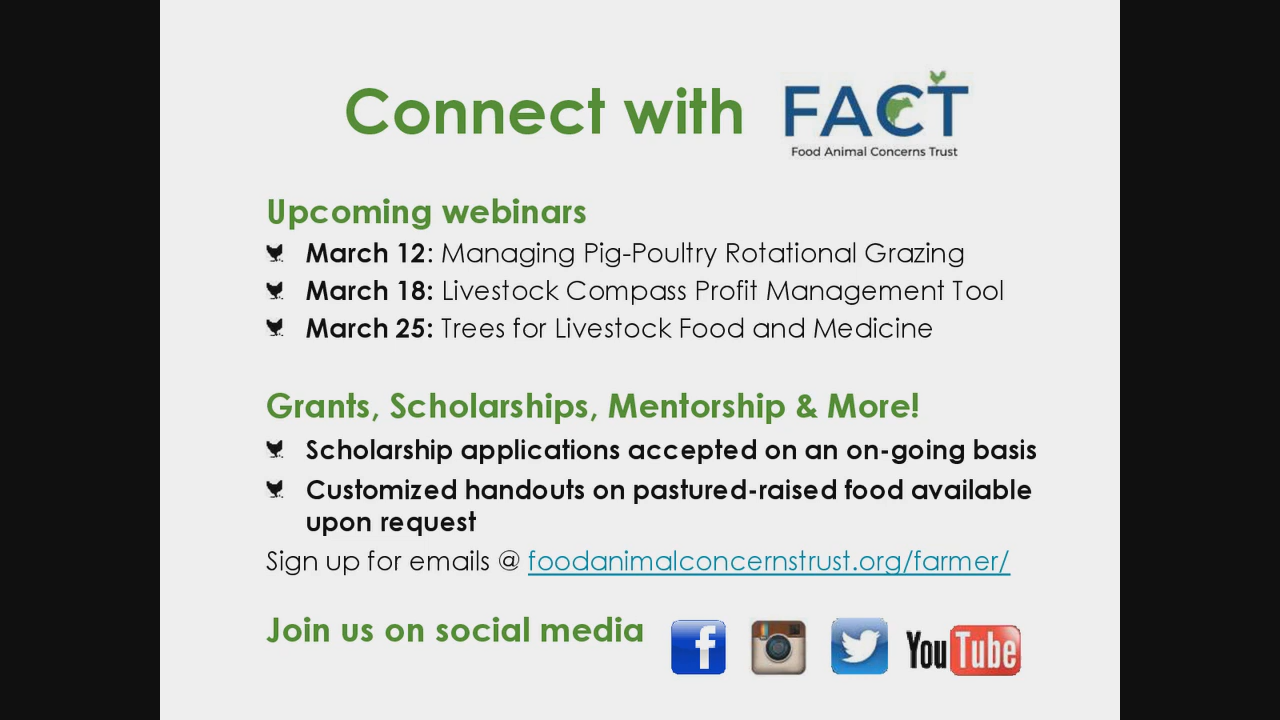 Connect with FACT
Food Animal Concerns Trust
Upcoming webinars
March 12: Managing Pig-Poultry Rotational Grazing
March 18: Livestock Compass Profit Management Tool
March 25: Trees for Livestock Food and Medicine
Grants, Scholarships, Mentorship & More!
Scholarship applications accepted on an on-going basis
Customized handouts on pastured-raised food available
upon request
Sign up for emails @ foodanimalconcernstrust.org/farmer/
Join us on social media f YouTube